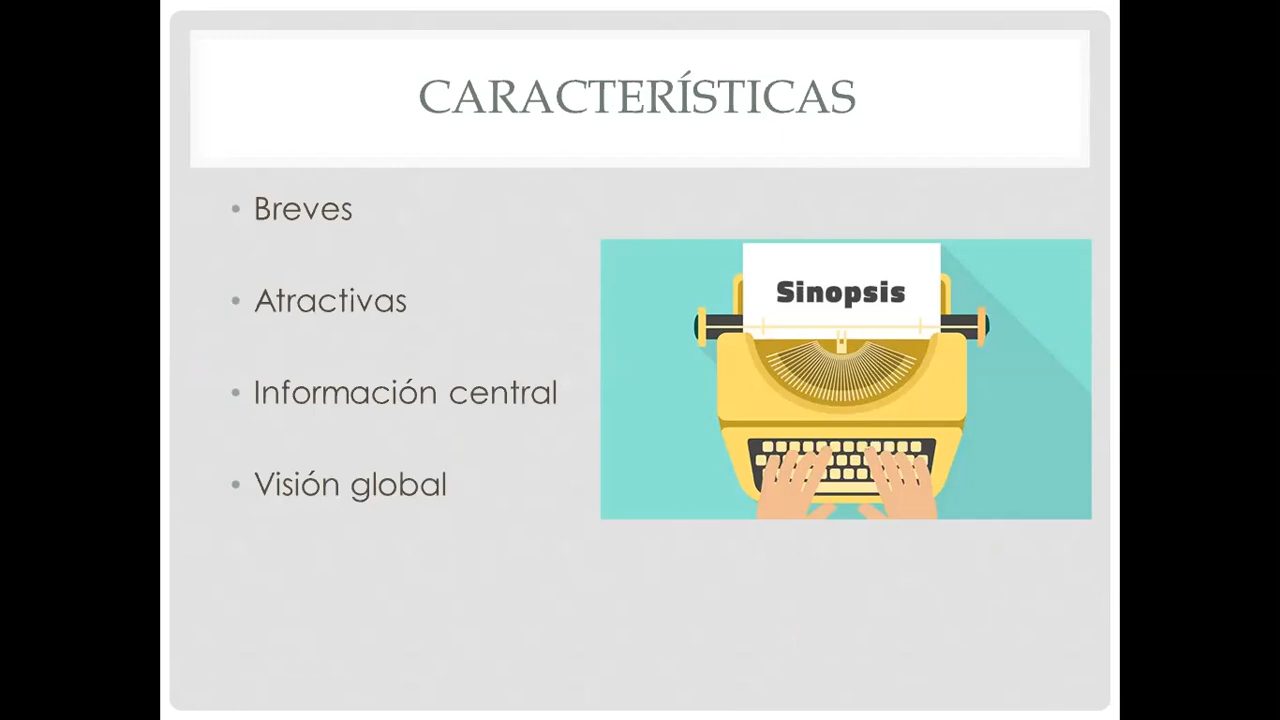 CARACTERÍSTICAS
• Breves
• Atractivas
• Información central
• Visión global
Sinopsis